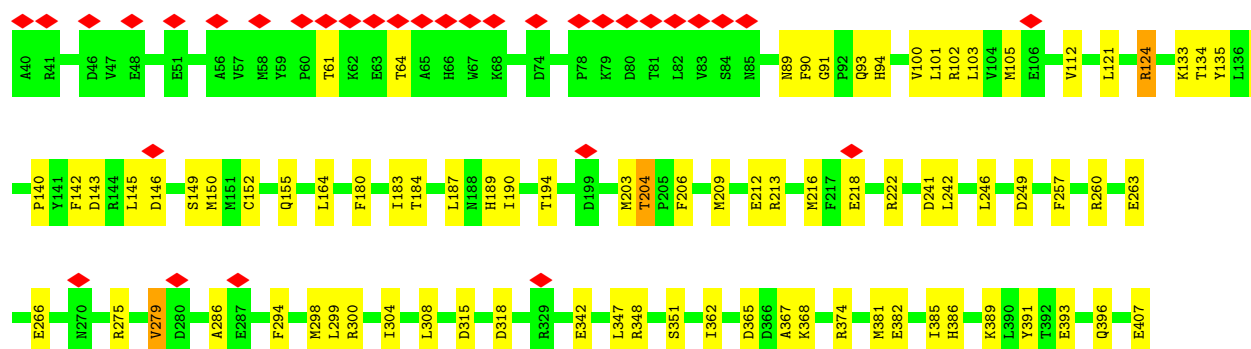 A40 R41 D46 V47 E48 E51 A56 V57 M58 Y59 P60 T61 K62 E63 T64 A65 H66 W67 K68 D74 P78 K79 D80 T81 L82 V83 S84 N85 N89 F90 G91 P92 Q93 H94 V100 L101 R102 L103 V104 M105 E106 V112 L121 R124 K133 T134 Y135 L136
P140 Y141 F142 D143 R144 L145 D146 S149 M150 M151 C152 Q155 L164 F180 I183 T184 L187 N188 H189 I190 T194 D199 M203 T204 P205 F206 M209 E212 R213 M216 F217 E218 R222 D241 L242 L246 D249 F257 R260 E263
E266 N270 R275 V279 D280 A286 E287 F294 M298 L299 R300 I304 L308 D315 D318 R329 E342 L347 R348 S351 I362 D365 D366 A367 K368 R374 M381 E382 I385 H386 K389 L390 Y391 T392 E393 Q396 E407